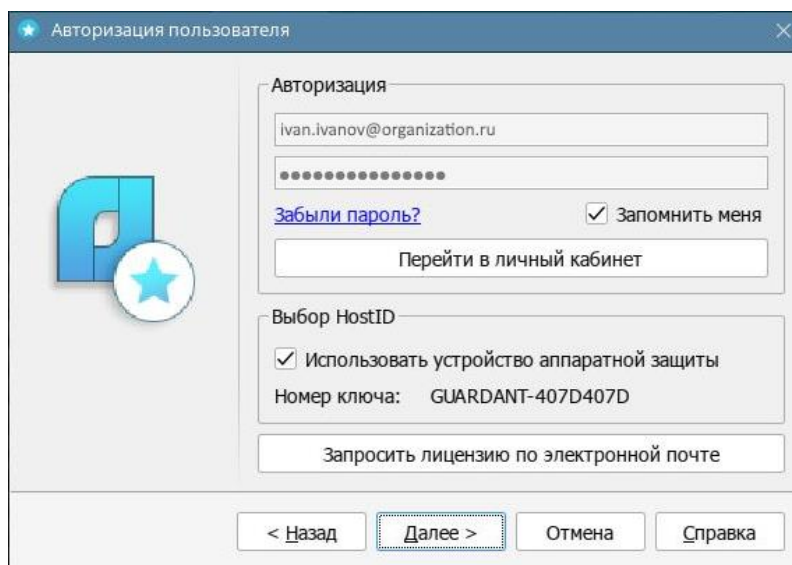 Авторизация пользователя
Авторизация
ivan.ivanov@organization.ru
●●●●●●●●●●●●●●●
Забыли пароль?
Запомнить меня
Перейти в личный кабинет
Выбор HostID
Использовать устройство аппаратной защиты
Номер ключа: GUARDANT-407D407D
Запросить лицензию по электронной почте
< Назад
Далее >
Отмена
Справка